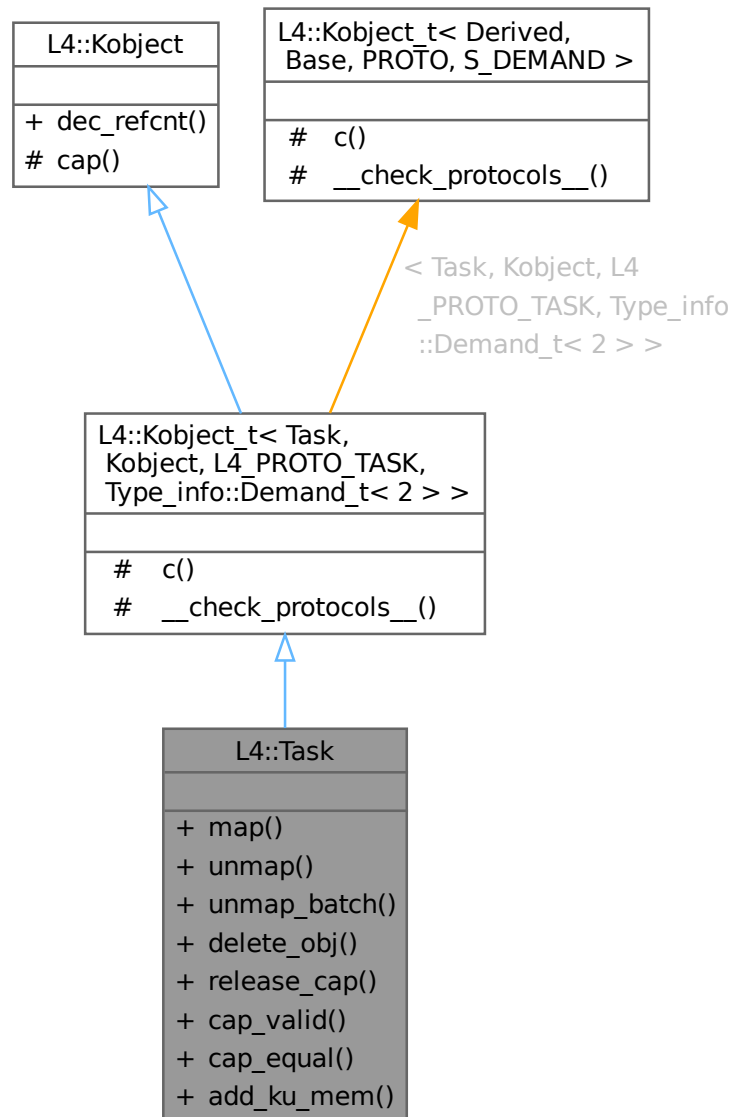 L4::Kobject
+ dec_refcnt()
# cap()
L4::Kobject_t< Derived,
Base, PROTO, S_DEMAND >
# c()
# __check_protocols__()
< Task, Kobject, L4
_PROTO_TASK, Type_info
::Demand_t< 2 > >
L4::Kobject_t< Task,
Kobject, L4_PROTO_TASK,
Type_info::Demand_t< 2 > >
# c()
# __check_protocols__()
L4::Task
+ map()
+ unmap()
+ unmap_batch()
+ delete_obj()
+ release_cap()
+ cap_valid()
+ cap_equal()
+ add_ku_mem()